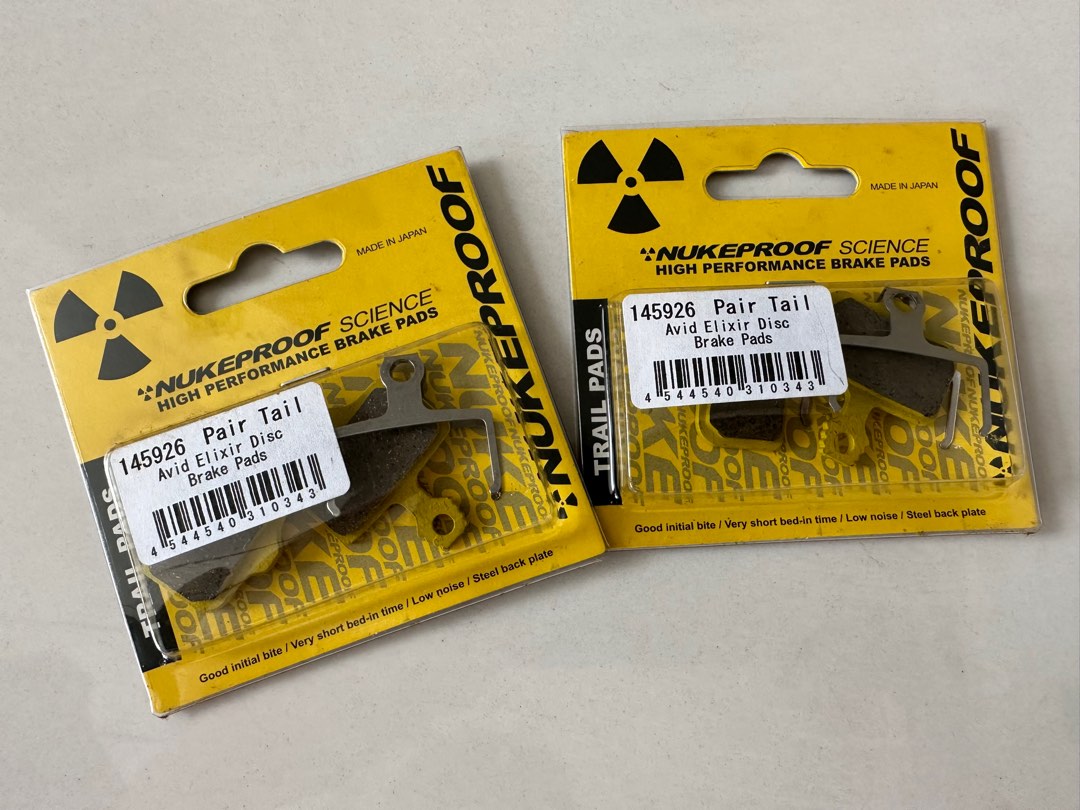 MADE IN JAPAN
NUKEPROOF SCIENCE
HIGH PERFORMANCE BRAKE PADS
NUKEPROOF
TRAIL PADS
145926 Pair Tail
Avid Elixir Disc
Brake Pads
4 544540 310343
Good initial bite / Very short bed-in time / Low noise / Steel back plate
MADE IN JAPAN
NUKEPROOF SCIENCE
HIGH PERFORMANCE BRAKE PADS
NUKEPROOF
TRAIL PADS
145926 Pair Tail
Avid Elixir Disc
Brake Pads
4 544540 310343
Good initial bite / Very short bed-in time / Low noise / Steel back plate